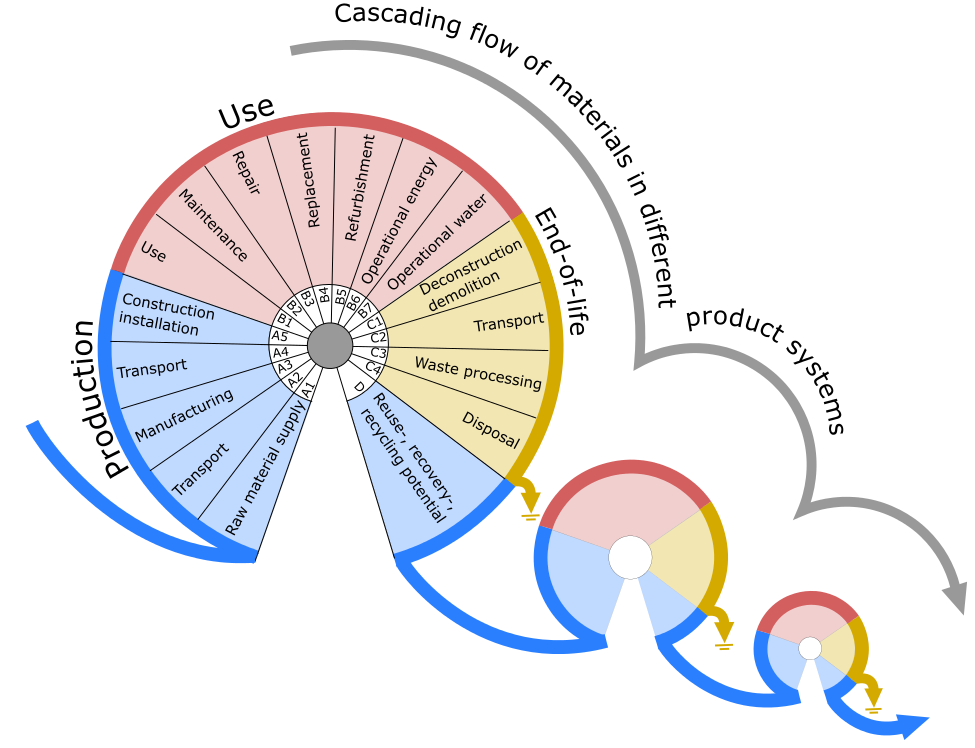 Cascading flow of materials in different
product systems
Use
End-of-life
Production
Raw material supply
Transport
Manufacturing
Transport
Construction
installation
Use
Maintenance
Repair
Replacement
Refurbishment
Operational energy
Operational water
Deconstruction
demolition
Transport
Waste processing
Disposal
Reuse-, recovery-,
recycling potential
A1
A2
A3
A4
A5
B1
B2
B3
B4
B5
B6
B7
C1
C2
C3
C4
D